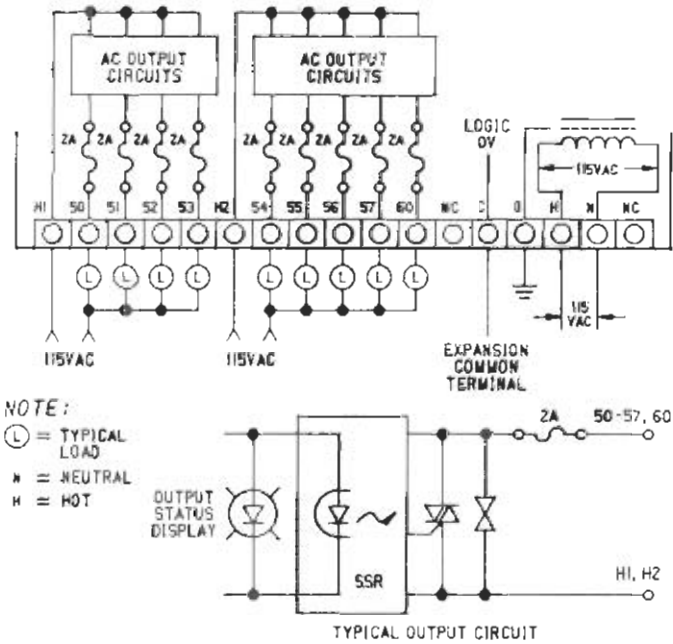 AC OUTPUT
CIRCUITS
AC OUTPUT
CIRCUITS
2A 2A 2A 2A 2A 2A 2A 2A 2A
LOGIC
0V
115VAC
H1 50 51 52 53 H2 54 55 56 57 60 NC C G H N NC
L L L L L L L L L
115VAC 115VAC
115
VAC
EXPANSION
COMMON
TERMINAL
NOTE:
L = TYPICAL
LOAD
N = NEUTRAL
H = HOT
OUTPUT
STATUS
DISPLAY
SSR
2A 50-57, 60
H1, H2
TYPICAL OUTPUT CIRCUIT